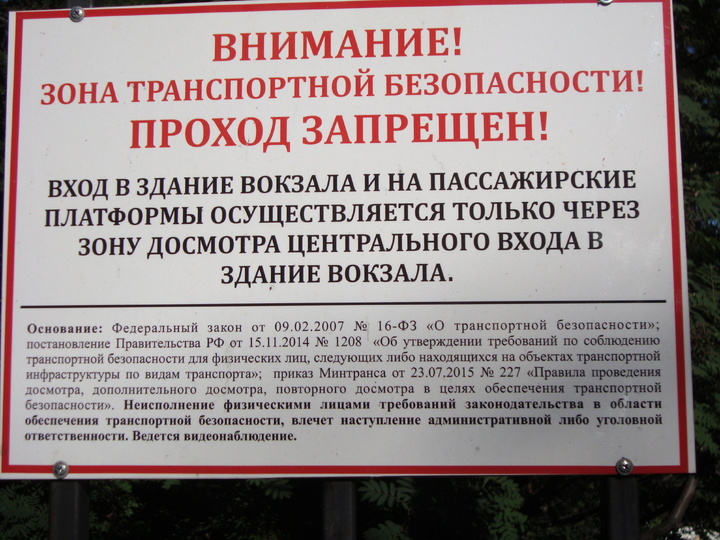 ВНИМАНИЕ!
ЗОНА ТРАНСПОРТНОЙ БЕЗОПАСНОСТИ!
ПРОХОД ЗАПРЕЩЕН!
ВХОД В ЗДАНИЕ ВОКЗАЛА И НА ПАССАЖИРСКИЕ
ПЛАТФОРМЫ ОСУЩЕСТВЛЯЕТСЯ ТОЛЬКО ЧЕРЕЗ
ЗОНУ ДОСМОТРА ЦЕНТРАЛЬНОГО ВХОДА В
ЗДАНИЕ ВОКЗАЛА.
Основание: Федеральный закон от 09.02.2007 № 16-ФЗ «О транспортной безопасности»;
постановление Правительства РФ от 15.11.2014 № 1208 «Об утверждении требований по соблюдению
транспортной безопасности для физических лиц, следующих либо находящихся на объектах транспортной
инфраструктуры по видам транспорта»; приказ Минтранса от 23.07.2015 № 227 «Правила проведения
досмотра, дополнительного досмотра, повторного досмотра в целях обеспечения транспортной
безопасности». Неисполнение физическими лицами требований законодательства в области
обеспечения транспортной безопасности, влечет наступление административной либо уголовной
ответственности. Ведется видеонаблюдение.